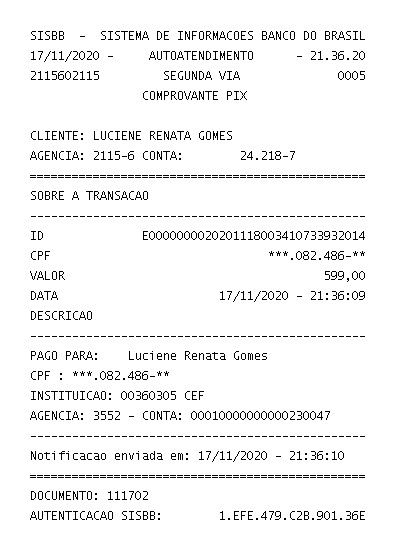 SISBB - SISTEMA DE INFORMACOES BANCO DO BRASIL
17/11/2020 - AUTOATENDIMENTO - 21.36.20
2115602115 SEGUNDA VIA 0005
COMPROVANTE PIX
CLIENTE: LUCIENE RENATA GOMES
AGENCIA: 2115-6 CONTA: 24.218-7
================================================
SOBRE A TRANSACAO
------------------------------------------------
ID E0000000020201118003410733932014
CPF ***.082.486-**
VALOR 599,00
DATA 17/11/2020 - 21:36:09
DESCRICAO
------------------------------------------------
PAGO PARA: Luciene Renata Gomes
CPF : ***.082.486-**
INSTITUICAO: 00360305 CEF
AGENCIA: 3552 - CONTA: 00010000000000230047
------------------------------------------------
Notificacao enviada em: 17/11/2020 - 21:36:10
================================================
DOCUMENTO: 111702
AUTENTICACAO SISBB: 1.EFE.479.C2B.901.36E